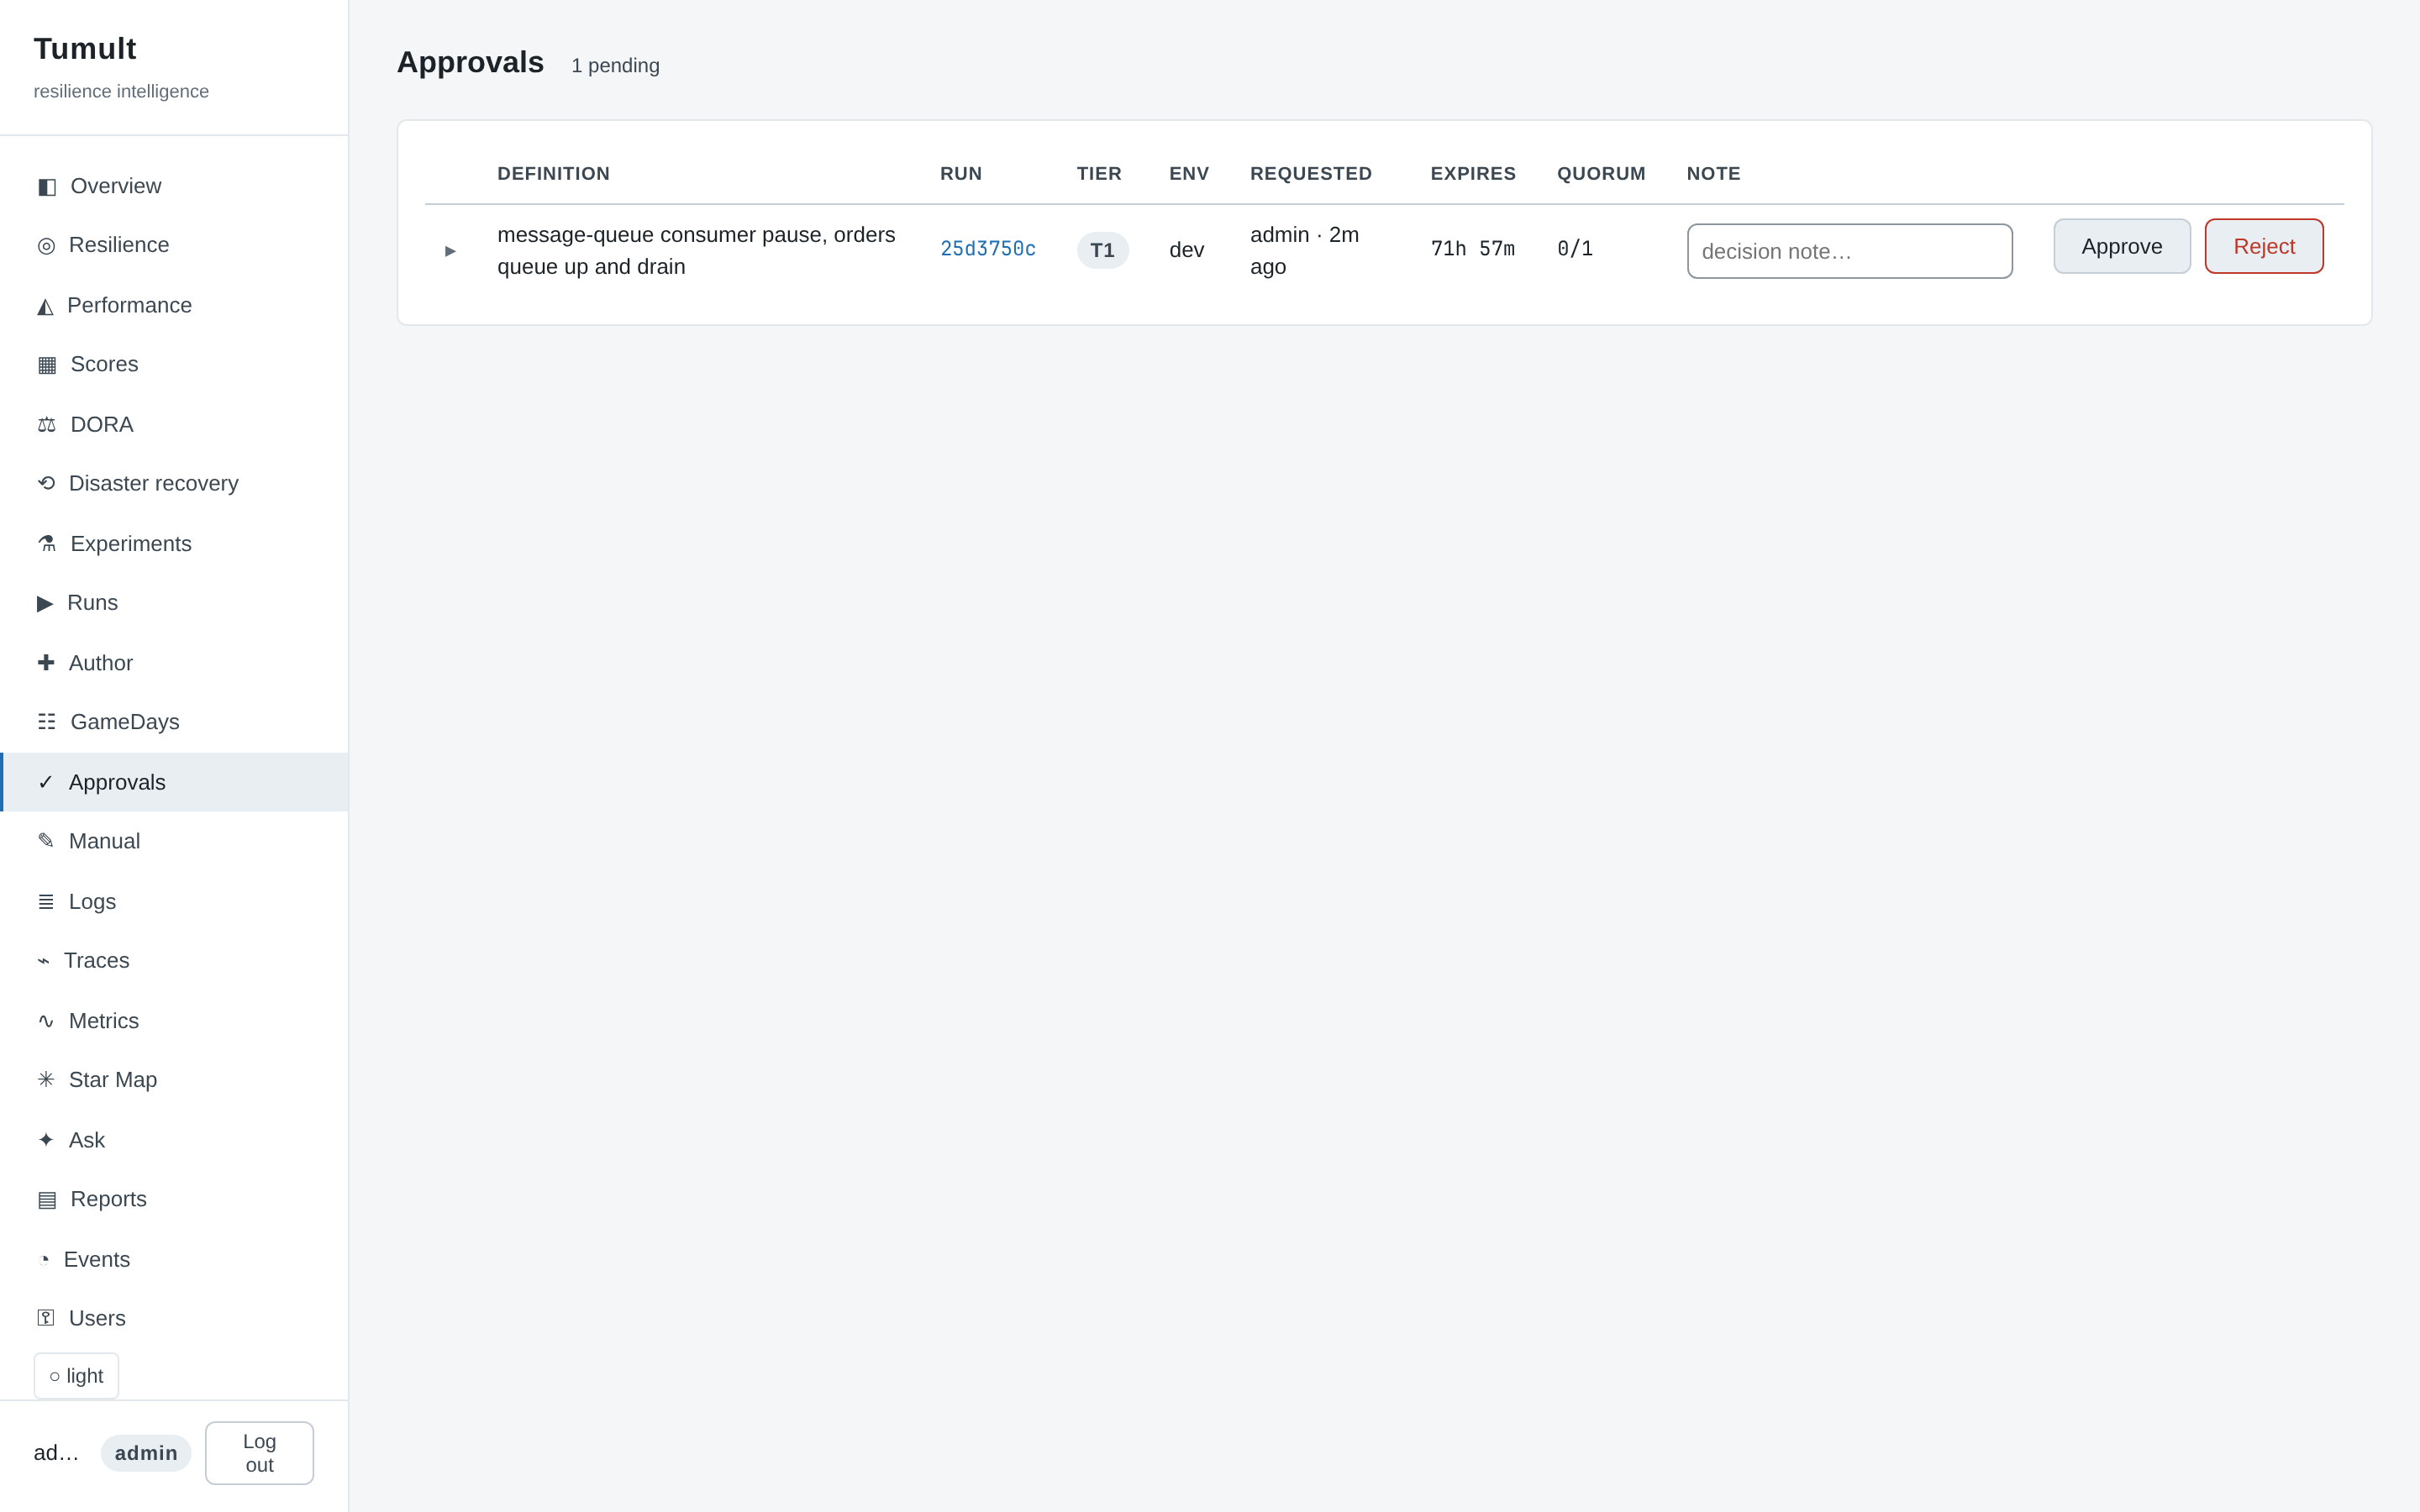 Tumult
resilience intelligence
Overview
Resilience
Performance
Scores
DORA
Disaster recovery
Experiments
Runs
Author
GameDays
Approvals
Manual
Logs
Traces
Metrics
Star Map
Ask
Reports
Events
Users
light
ad…
admin
Log
out
Approvals 1 pending
DEFINITION RUN TIER ENV REQUESTED EXPIRES QUORUM NOTE
message-queue consumer pause, orders
queue up and drain
25d3750c
T1
dev
admin · 2m
ago
71h 57m
0/1
decision note…
Approve
Reject